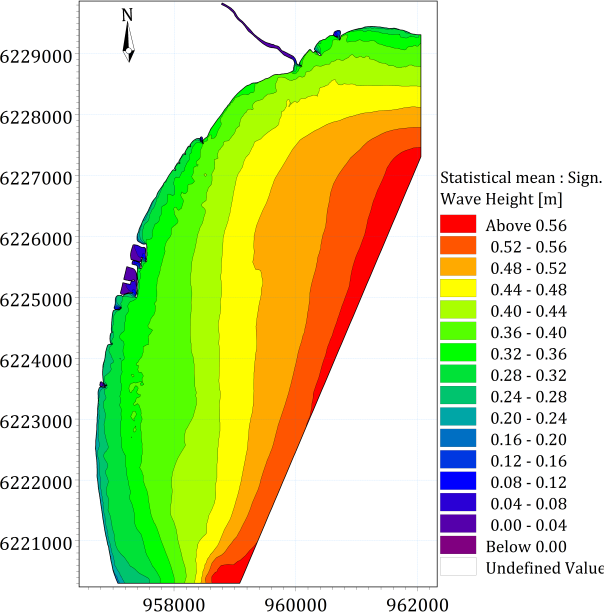 N
6229000
6228000
6227000
6226000
6225000
6224000
6223000
6222000
6221000
958000 960000 962000
Statistical mean : Sign.
Wave Height [m]
Above 0.56
0.52 - 0.56
0.48 - 0.52
0.44 - 0.48
0.40 - 0.44
0.36 - 0.40
0.32 - 0.36
0.28 - 0.32
0.24 - 0.28
0.20 - 0.24
0.16 - 0.20
0.12 - 0.16
0.08 - 0.12
0.04 - 0.08
0.00 - 0.04
Below 0.00
Undefined Value